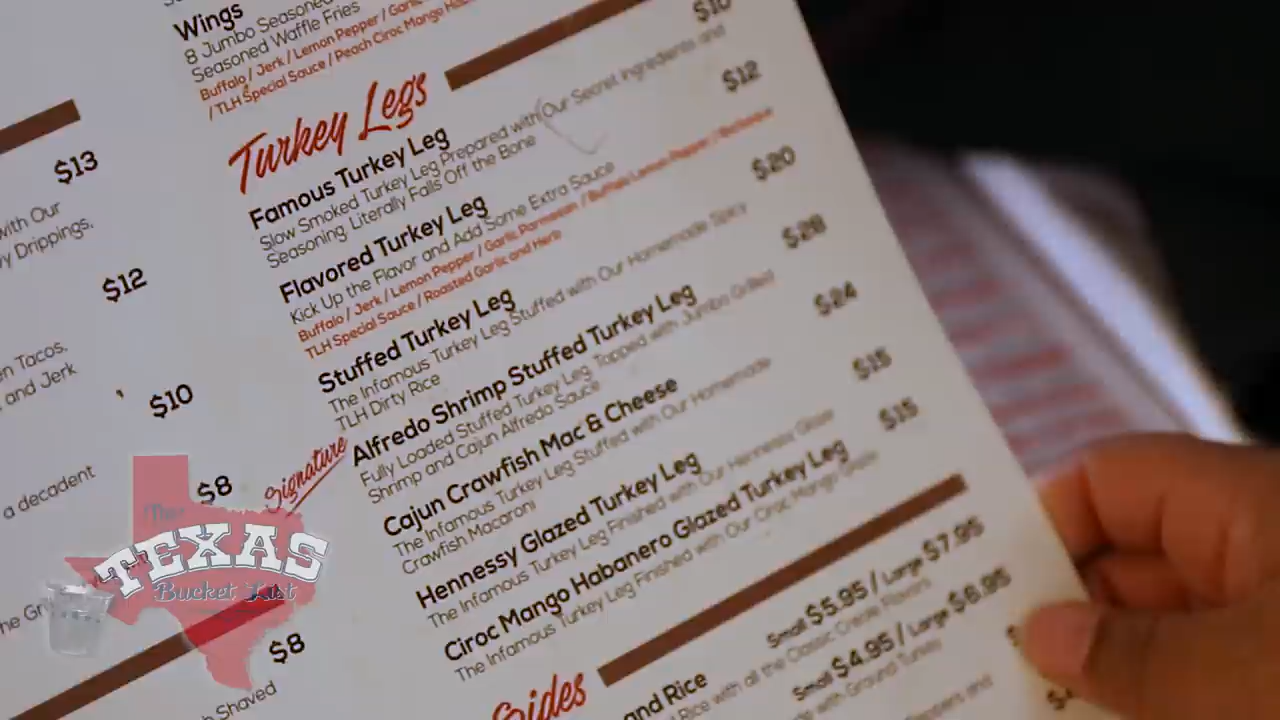 Wings
8 Jumbo Seasoned
Seasoned Waffle Fries
Buffalo / Jerk / Lemon Pepper / Garlic
/ TLH Special Sauce / Peach Ciroc Mango
$10
Turkey Legs
Famous Turkey Leg
$12
Slow Smoked Turkey Leg Prepared with Our Secret Ingredients and
Seasoning. Literally Falls Off the Bone
Flavored Turkey Leg
$20
Kick Up the Flavor and Add Some Extra Sauce
Buffalo / Jerk / Lemon Pepper / Garlic Parmesan / Buffalo Lemon Pepper / Barbeque
TLH Special Sauce / Roasted Garlic and Herb
Stuffed Turkey Leg
$28
The Infamous Turkey Leg Stuffed with Our Homemade Spicy
TLH Dirty Rice
Signature
Alfredo Shrimp Stuffed Turkey Leg
$24
Fully Loaded Stuffed Turkey Leg Topped with Jumbo Grilled
Shrimp and Cajun Alfredo Sauce
Cajun Crawfish Mac & Cheese
$15
The Infamous Turkey Leg Stuffed with Our Homemade
Crawfish Macaroni
Hennessy Glazed Turkey Leg
$15
The Infamous Turkey Leg Finished with Our Hennessy Glaze
Ciroc Mango Habanero Glazed Turkey Leg
The Infamous Turkey Leg Finished with Our Ciroc Mango Glaze
Sides
Small $5.95 / Large $7.95
and Rice
Rice with all the Classic Creole Flavors
Small $4.95 / Large $6.95
with Ground Turkey
$13
with Our
Drippings.
$12
Tacos,
and Jerk
$10
a decadent
$8
The
$8
Shaved
The
TEXAS
Bucket List